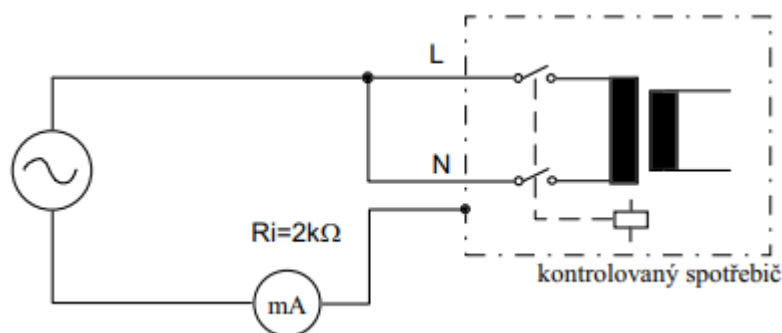 L
N
Ri=2kΩ
mA
kontrolovaný spotřebič